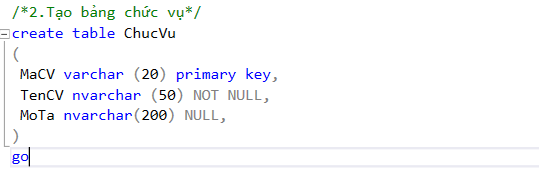 /*2.Tạo bảng chức vụ*/
create table ChucVu
(
MaCV varchar (20) primary key,
TenCV nvarchar (50) NOT NULL,
MoTa nvarchar(200) NULL,
)
go